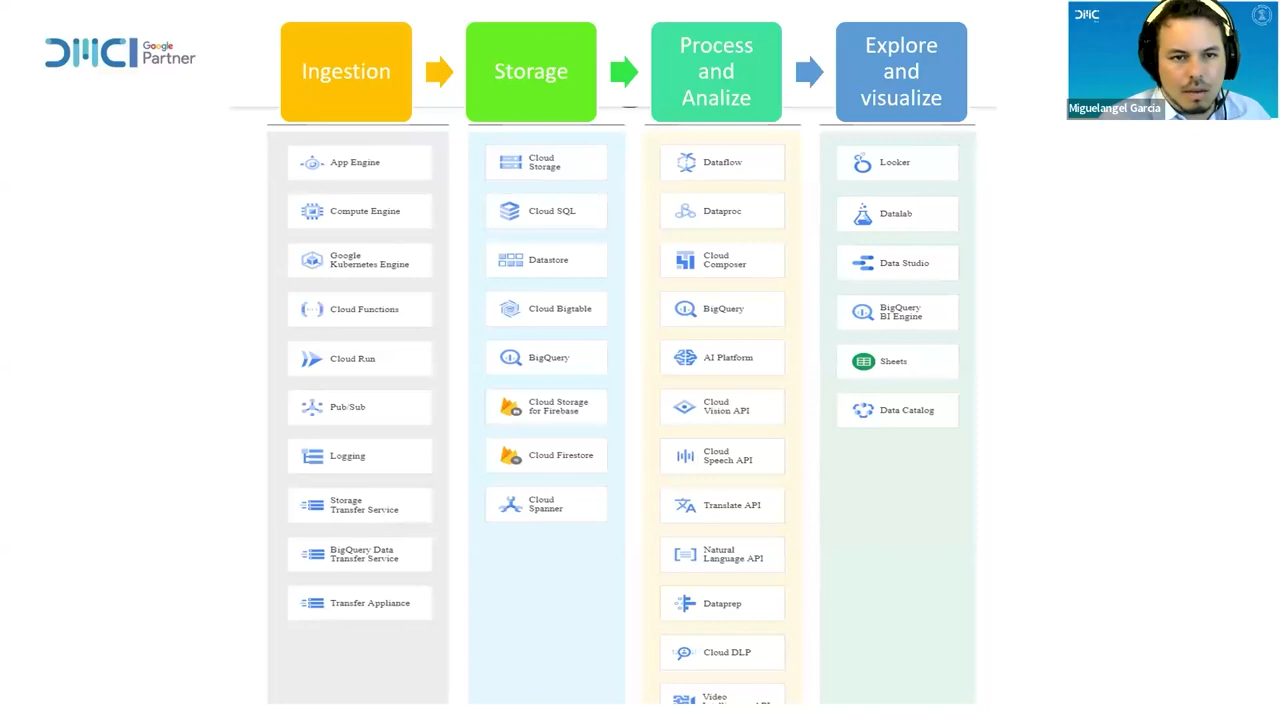 DMC
Google
Partner
Ingestion
Storage
Process
and
Analize
Explore
and
visualize
DMC
Miguelangel Garcia
App Engine
Compute Engine
Google
Kubernetes Engine
Cloud Functions
Cloud Run
Pub/Sub
Logging
Storage
Transfer Service
BigQuery Data
Transfer Service
Transfer Appliance
Cloud
Storage
Cloud SQL
Datastore
Cloud Bigtable
BigQuery
Cloud Storage
for Firebase
Cloud Firestore
Cloud
Spanner
Dataflow
Dataproc
Cloud
Composer
BigQuery
AI Platform
Cloud
Vision API
Cloud
Speech API
Translate API
Natural
Language API
Dataprep
Cloud DLP
Video
Looker
Datalab
Data Studio
BigQuery
BI Engine
Sheets
Data Catalog